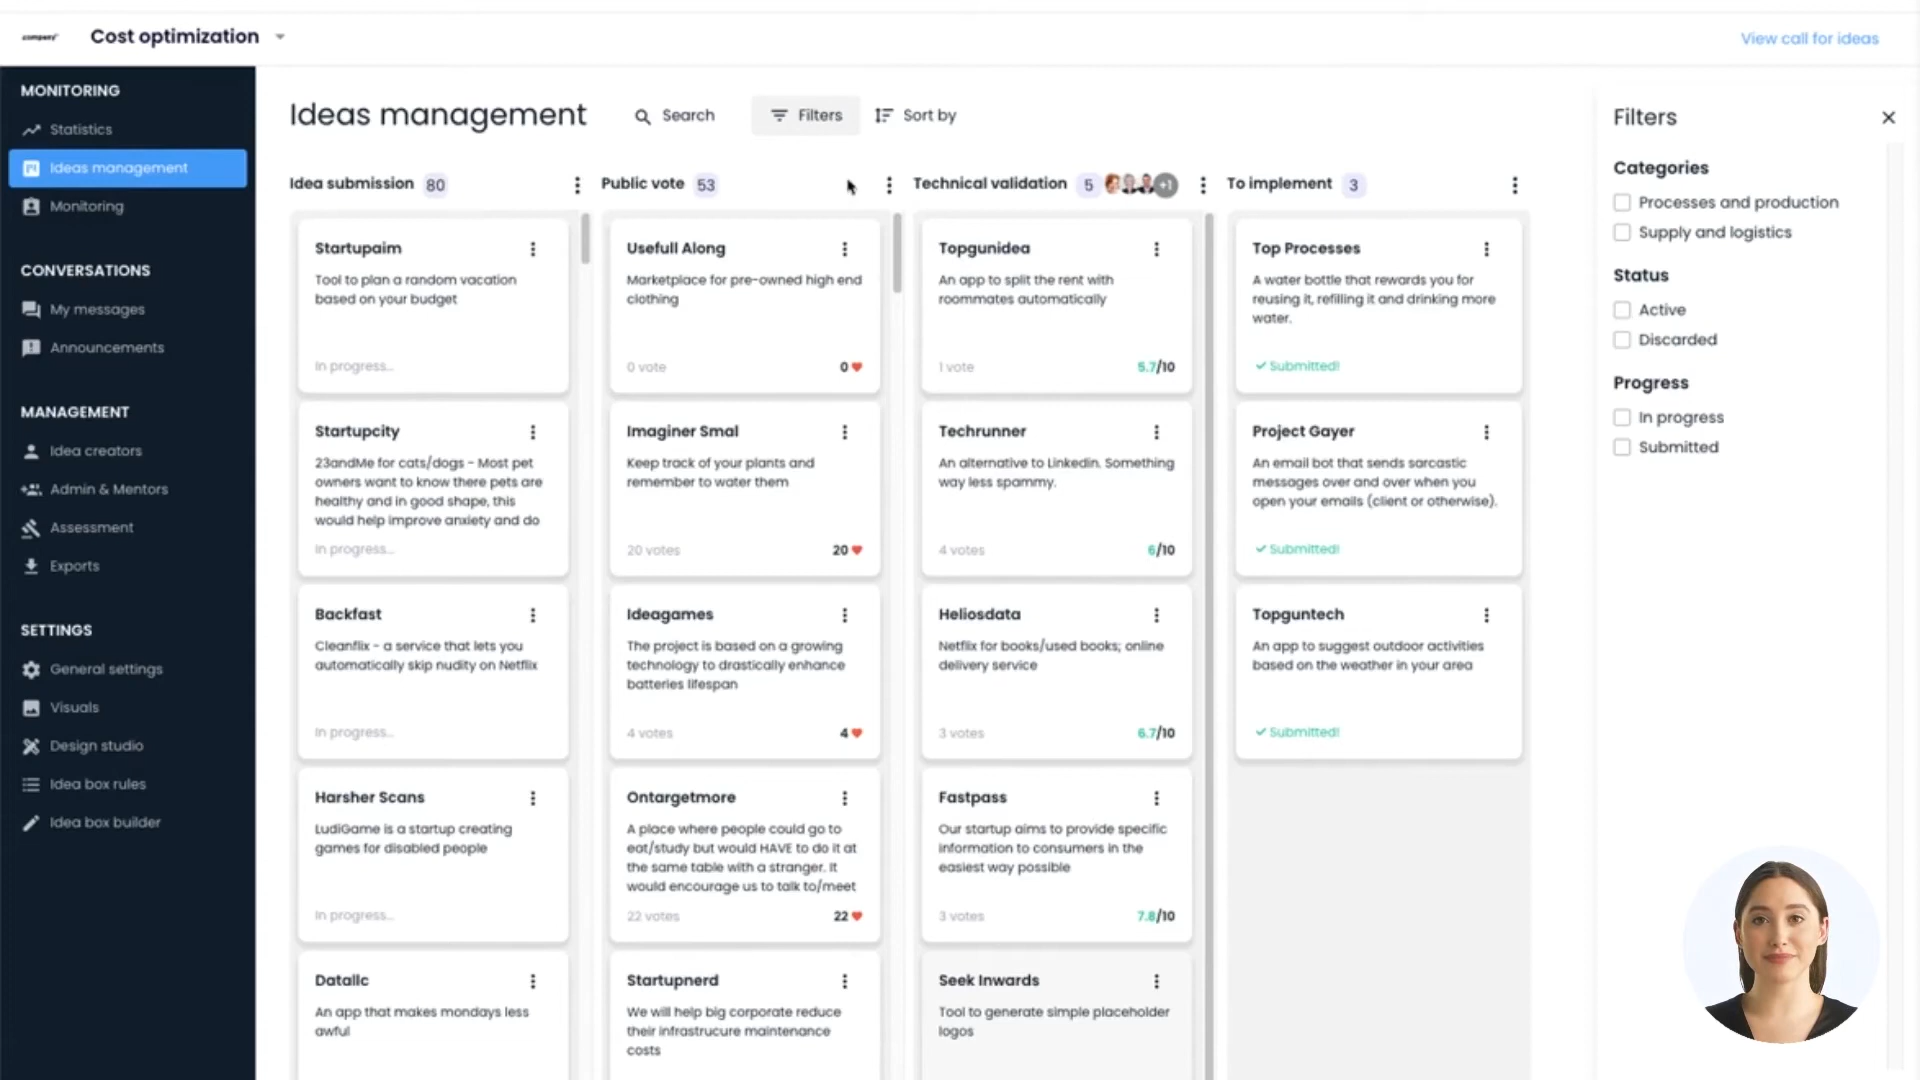 company
Cost optimization
View call for ideas
MONITORING
Statistics
Ideas management
Monitoring
CONVERSATIONS
My messages
Announcements
MANAGEMENT
Idea creators
Admin & Mentors
Assessment
Exports
SETTINGS
General settings
Visuals
Design studio
Idea box rules
Idea box builder
Ideas management
Search
Filters
Sort by
Idea submission 80
Startupaim
Tool to plan a random vacation
based on your budget
In progress...
Startupcity
23andMe for cats/dogs - Most pet
owners want to know there pets are
healthy and in good shape, this
would help improve anxiety and do
In progress...
Backfast
Cleanflix - a service that lets you
automatically skip nudity on Netflix
In progress...
Harsher Scans
LudiGame is a startup creating
games for disabled people
In progress...
Datallc
An app that makes mondays less
awful
Public vote 53
Usefull Along
Marketplace for pre-owned high end
clothing
0 vote 0
Imaginer Smal
Keep track of your plants and
remember to water them
20 votes 20
Ideagames
The project is based on a growing
technology to drastically enhance
batteries lifespan
4 votes 4
Ontargetmore
A place where people could go to
eat/study but would HAVE to do it at
the same table with a stranger. It
would encourage us to talk to/meet
22 votes 22
Startupnerd
We will help big corporate reduce
their infrastrucure maintenance
costs
Technical validation 5 +1
Topgunidea
An app to split the rent with
roommates automatically
1 vote 5.7/10
Techrunner
An alternative to Linkedin. Something
way less spammy.
4 votes 6/10
Heliosdata
Netflix for books/used books; online
delivery service
3 votes 6.7/10
Fastpass
Our startup aims to provide specific
information to consumers in the
easiest way possible
3 votes 7.8/10
Seek Inwards
Tool to generate simple placeholder
logos
To implement 3
Top Processes
A water bottle that rewards you for
reusing it, refilling it and drinking more
water.
Submitted!
Project Gayer
An email bot that sends sarcastic
messages over and over when you
open your emails (client or otherwise).
Submitted!
Topguntech
An app to suggest outdoor activities
based on the weather in your area
Submitted!
Filters
Categories
Processes and production
Supply and logistics
Status
Active
Discarded
Progress
In progress
Submitted